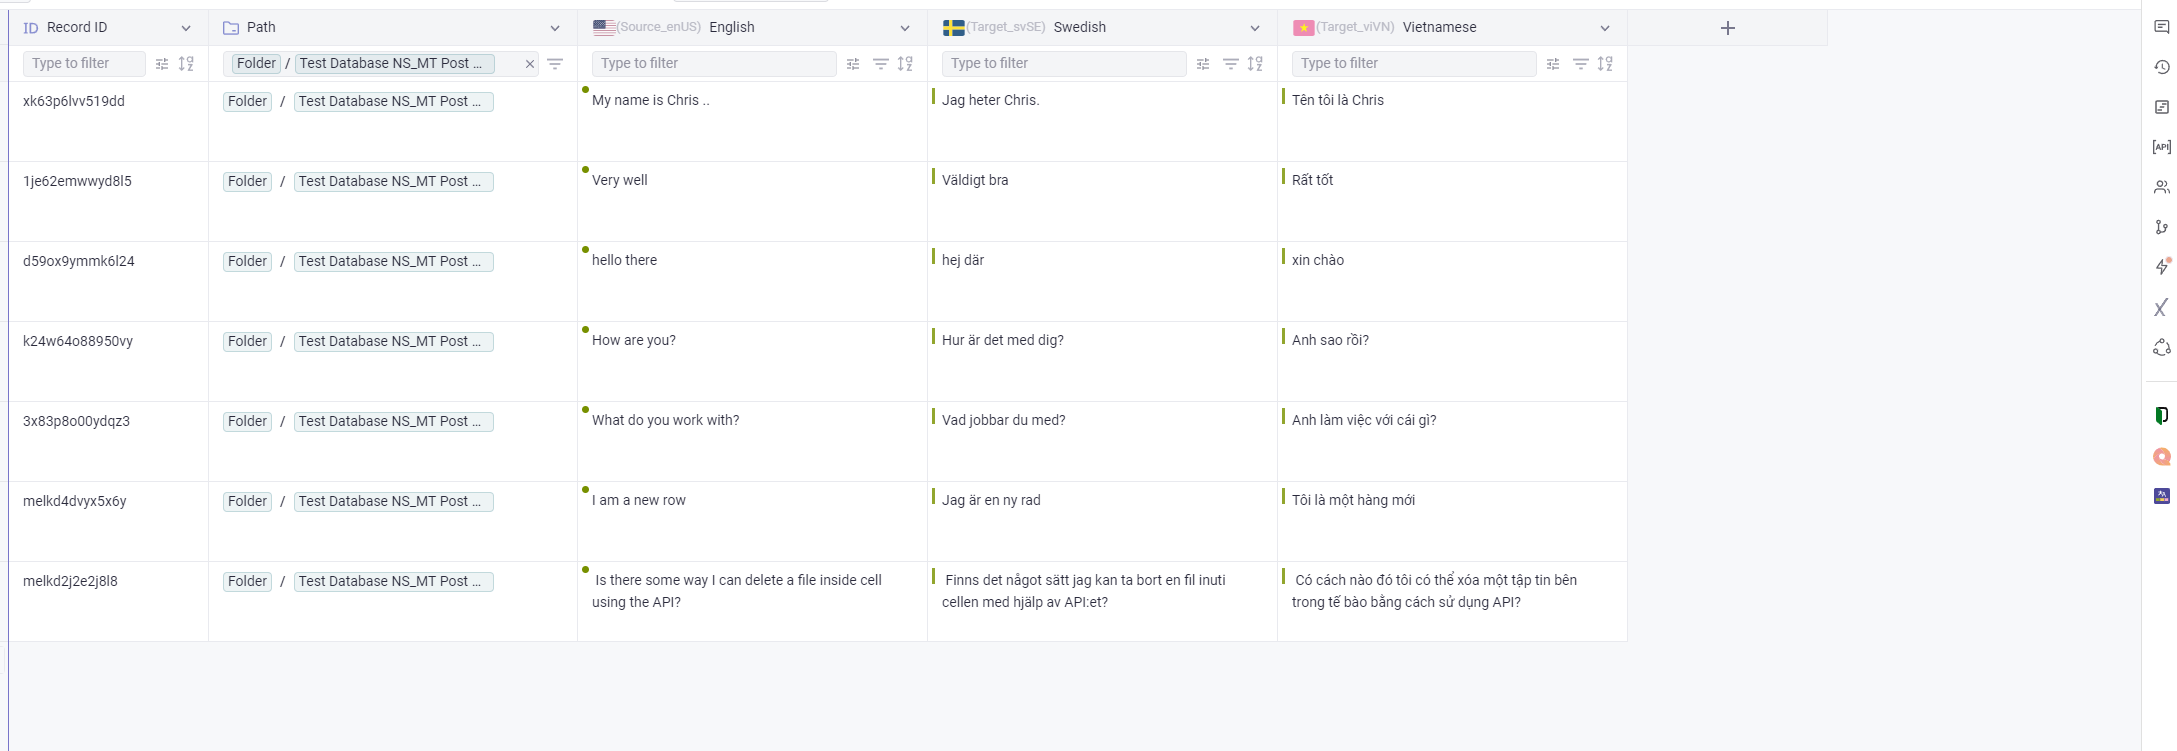 ID Record ID Path (Source_enUS) English (Target_svSE) Swedish (Target_viVN) Vietnamese
Type to filter Folder / Test Database NS_MT Post ... Type to filter Type to filter Type to filter
xk63p6lvv519dd Folder / Test Database NS_MT Post ... My name is Chris .. Jag heter Chris. Tên tôi là Chris
1je62emwwyd8l5 Folder / Test Database NS_MT Post ... Very well Väldigt bra Rất tốt
d59ox9ymmk6l24 Folder / Test Database NS_MT Post ... hello there hej där xin chào
k24w64o88950vy Folder / Test Database NS_MT Post ... How are you? Hur är det med dig? Anh sao rồi?
3x83p8o00ydqz3 Folder / Test Database NS_MT Post ... What do you work with? Vad jobbar du med? Anh làm việc với cái gì?
melkd4dvyx5x6y Folder / Test Database NS_MT Post ... I am a new row Jag är en ny rad Tôi là một hàng mới
melkd2j2e2j8l8 Folder / Test Database NS_MT Post ... Is there some way I can delete a file inside cell Finns det något sätt jag kan ta bort en fil inuti Có cách nào đó tôi có thể xóa một tập tin bên
using the API? cellen med hjälp av API:et? trong tế bào bằng cách sử dụng API?
[API]